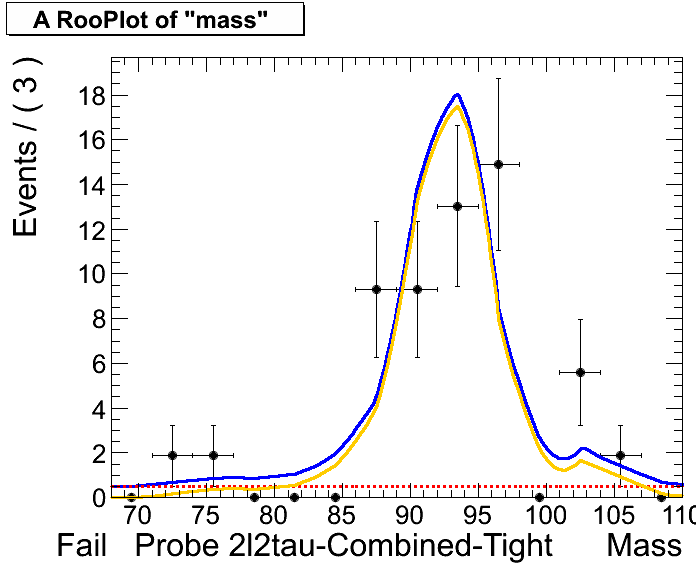 A RooPlot of "mass"
Events / ( 3 )
18
16
14
12
10
8
6
4
2
0
70 75 80 85 90 95 100 105 110
Fail Probe 2l2tau-Combined-Tight Mass